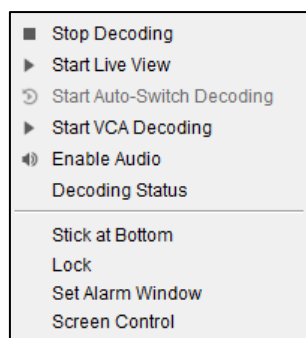 Stop Decoding
Start Live View
Start Auto-Switch Decoding
Start VCA Decoding
Enable Audio
Decoding Status
Stick at Bottom
Lock
Set Alarm Window
Screen Control